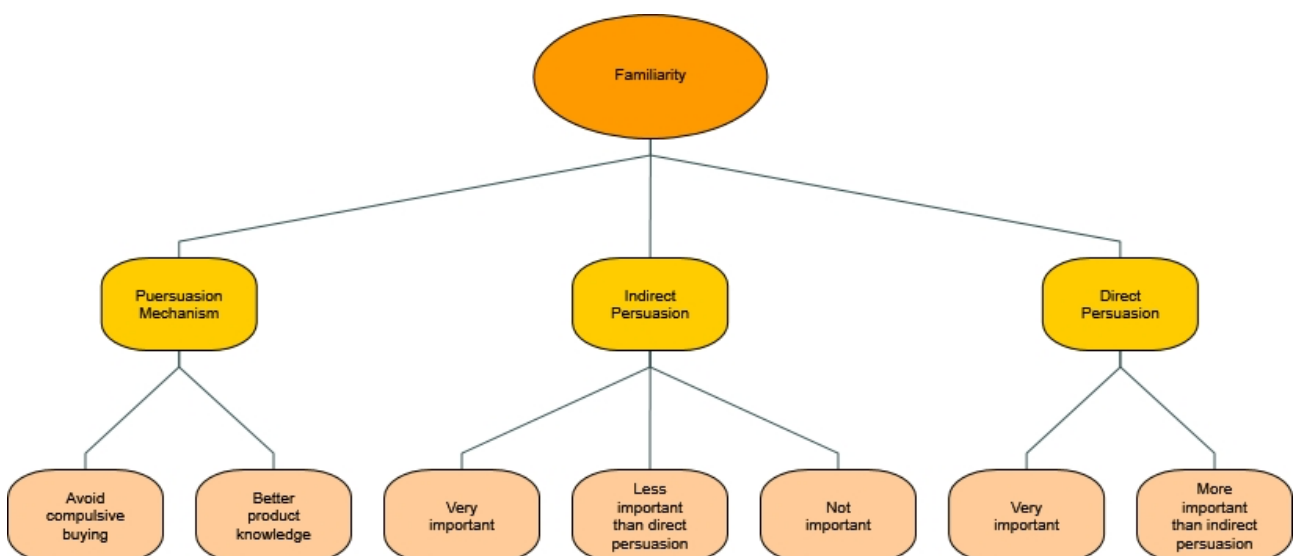 Familiarity
Puersuasion
Mechanism
Indirect
Persuasion
Direct
Persuasion
Avoid
compulsive
buying
Better
product
knowledge
Very
important
Less
important
than direct
persuasion
Not
important
Very
important
More
important
than indirect
persuasion